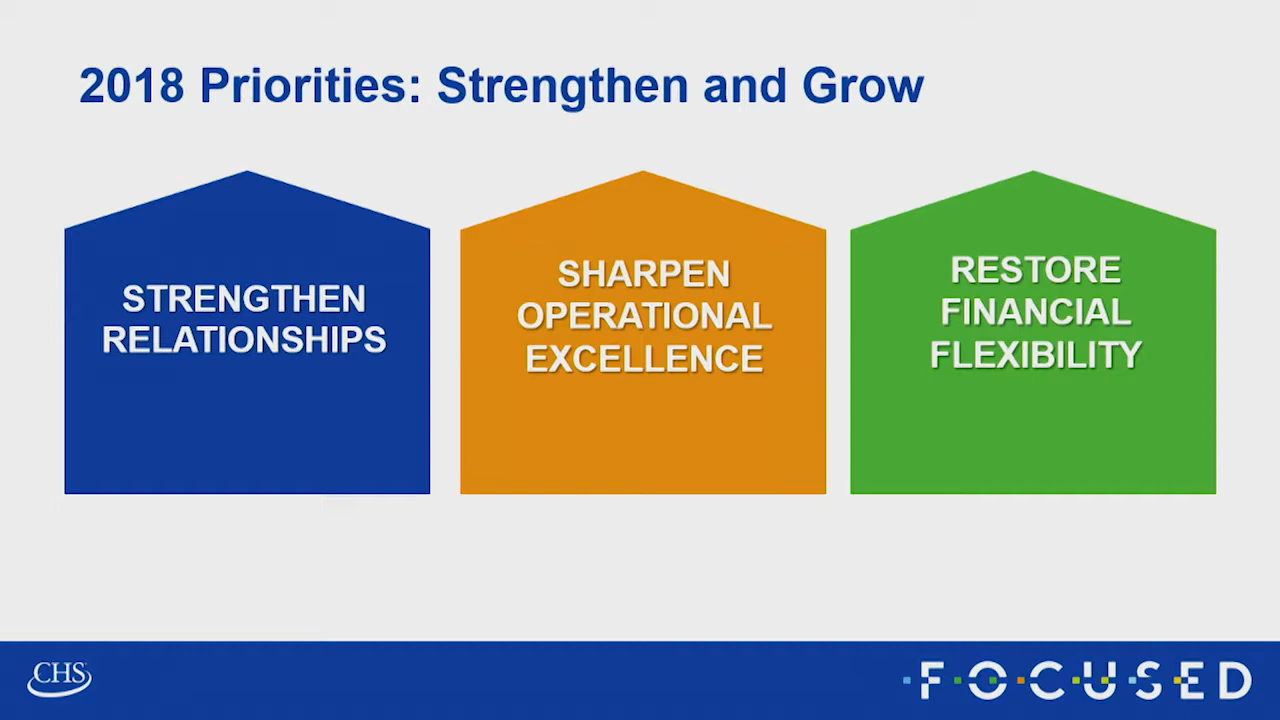 2018 Priorities: Strengthen and Grow
STRENGTHEN
RELATIONSHIPS
SHARPEN
OPERATIONAL
EXCELLENCE
RESTORE
FINANCIAL
FLEXIBILITY
CHS
FOCUSED